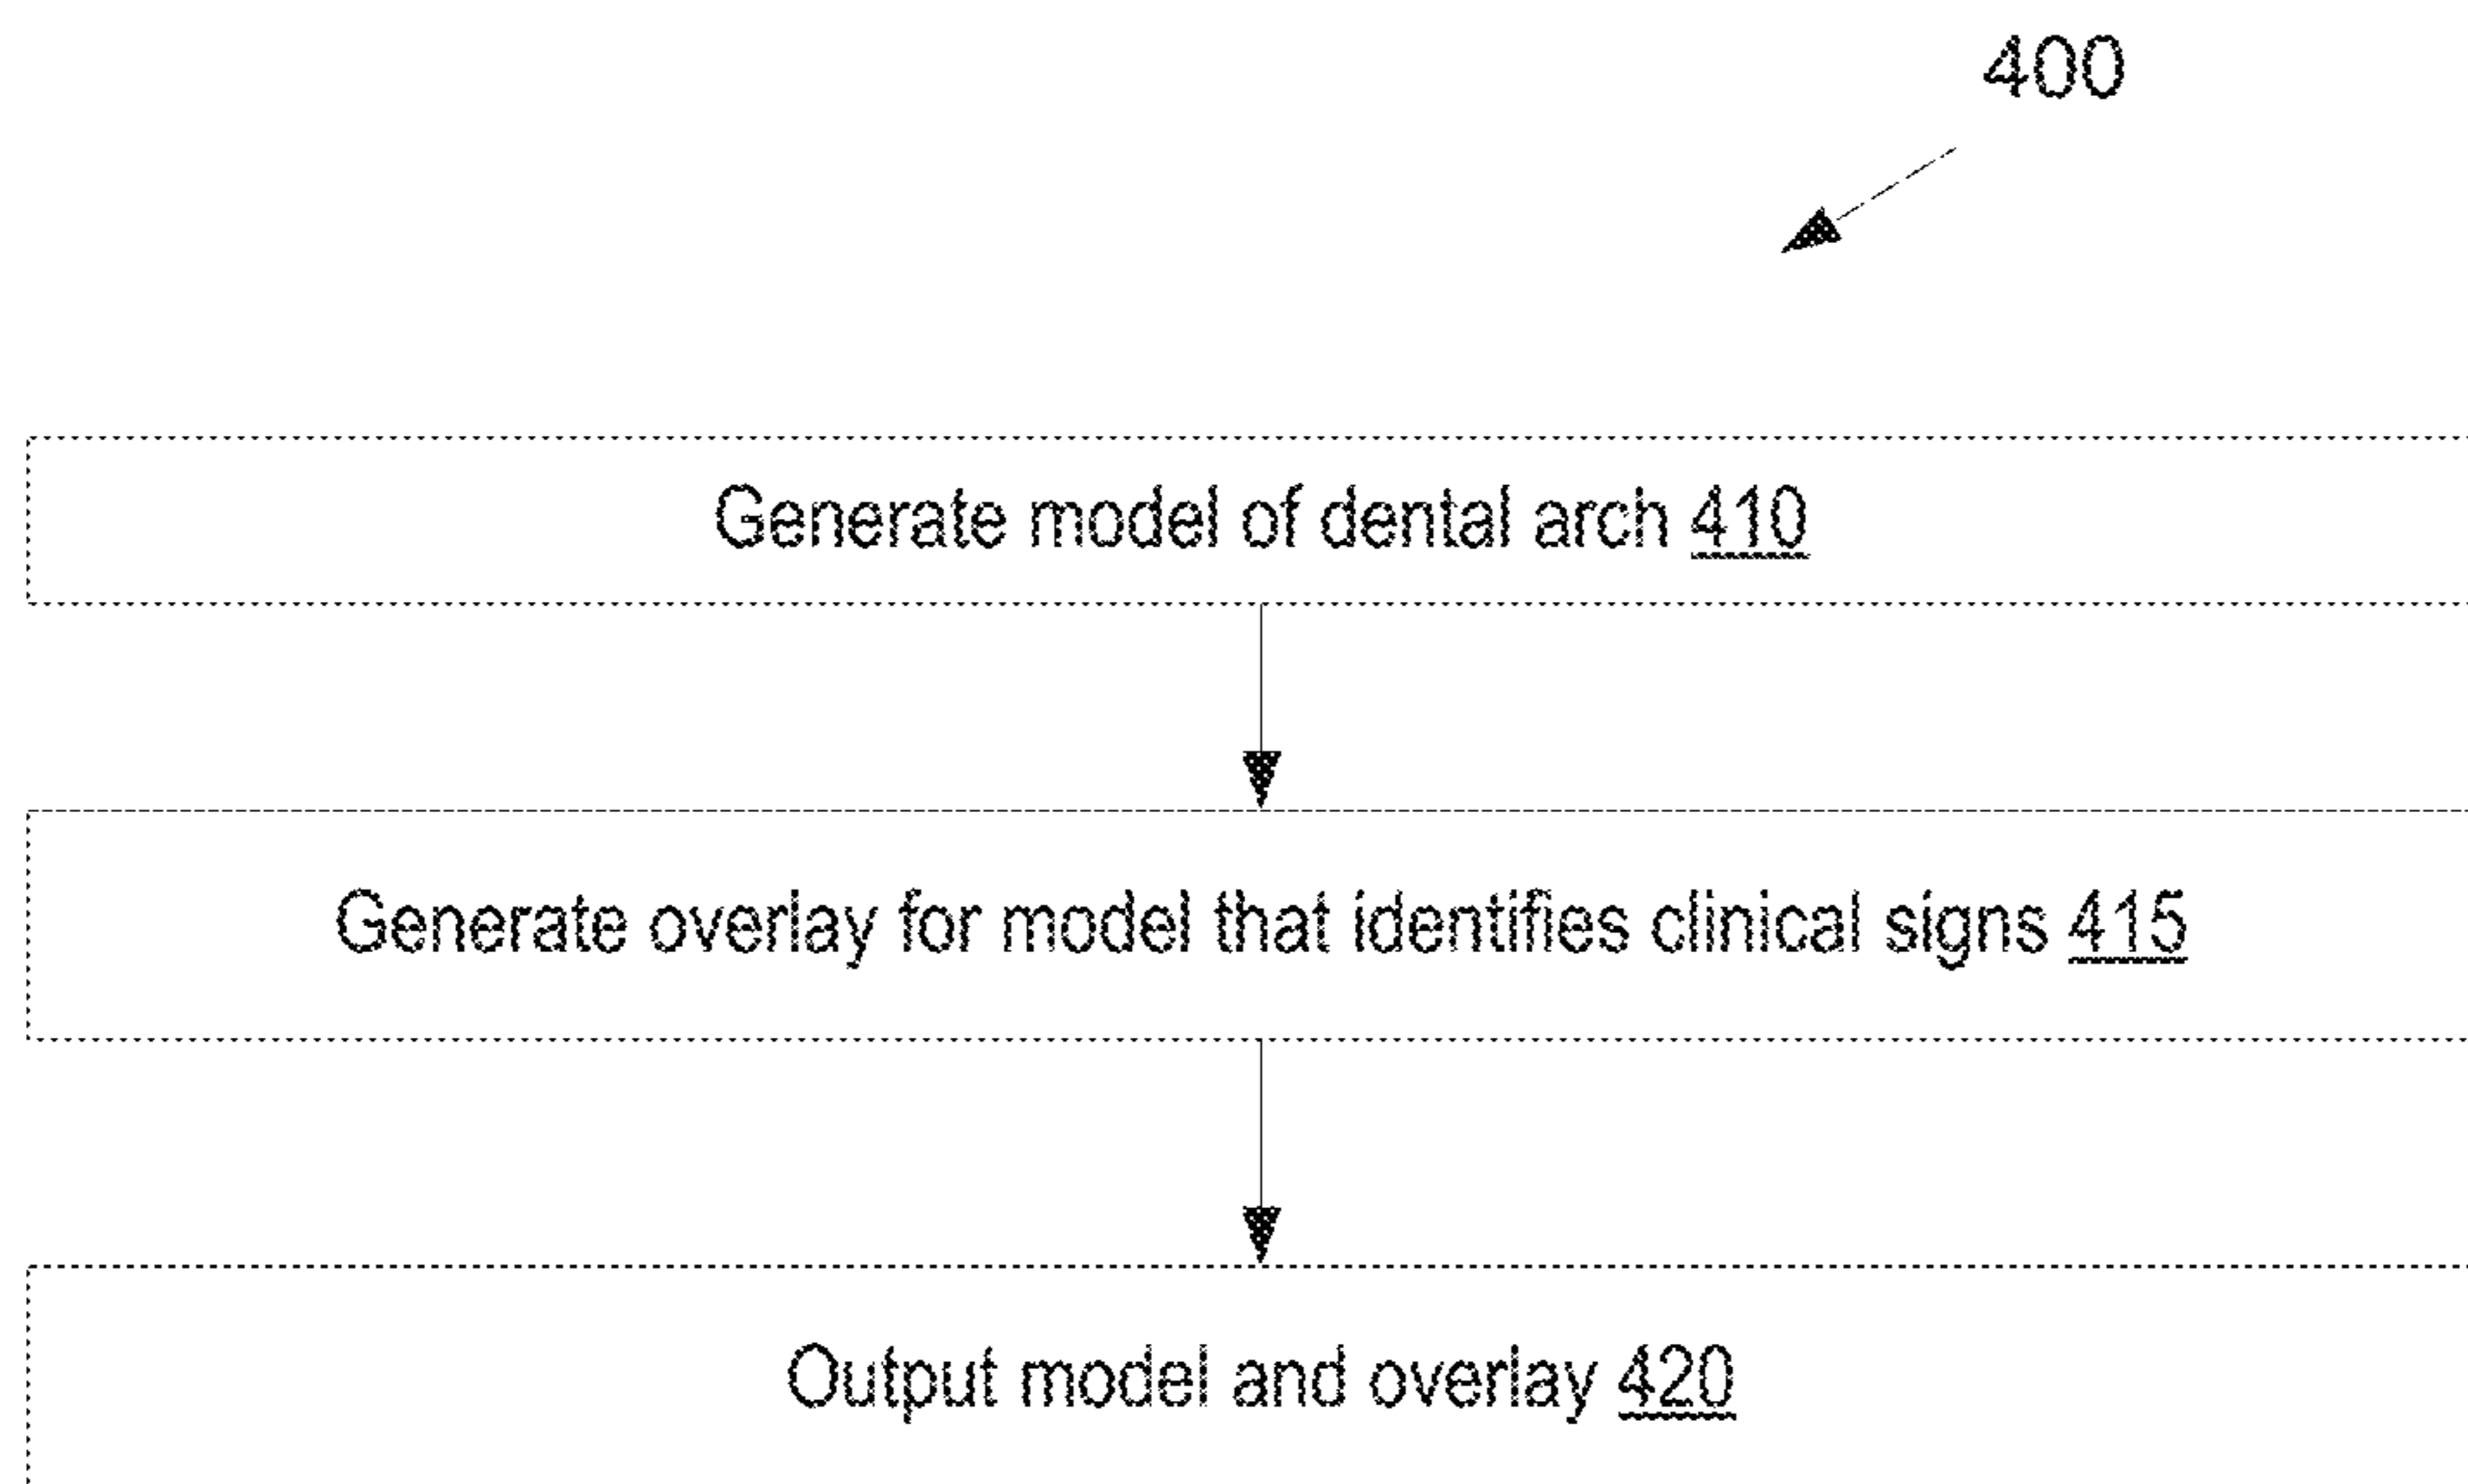 400
Generate model of dental arch 410
Generate overlay for model that identifies clinical signs 415
Output model and overlay 420